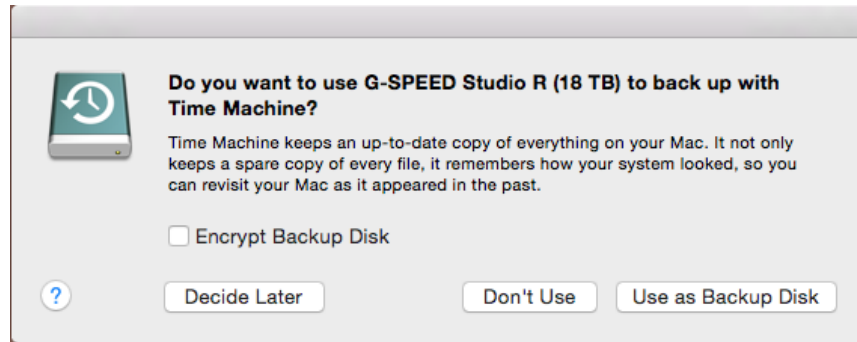 Do you want to use G-SPEED Studio R (18 TB) to back up with
Time Machine?
Time Machine keeps an up-to-date copy of everything on your Mac. It not only
keeps a spare copy of every file, it remembers how your system looked, so you
can revisit your Mac as it appeared in the past.
Encrypt Backup Disk
? Decide Later Don't Use Use as Backup Disk